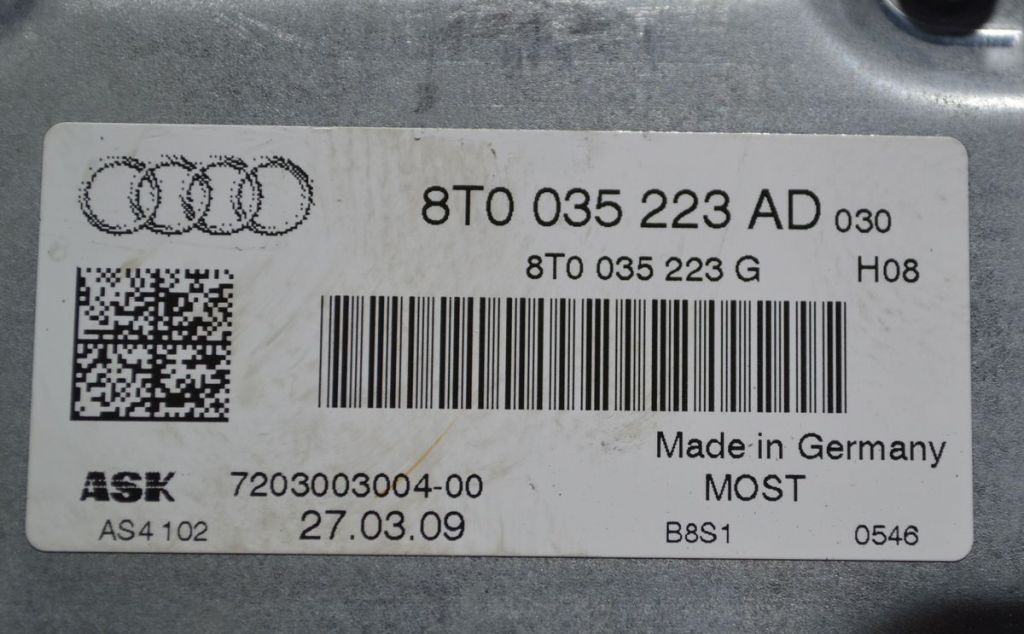 8T0 035 223 AD 030
8T0 035 223 G H08
Made in Germany
ASK 7203003004-00 MOST
AS4 102 27.03.09 B8S1 0546